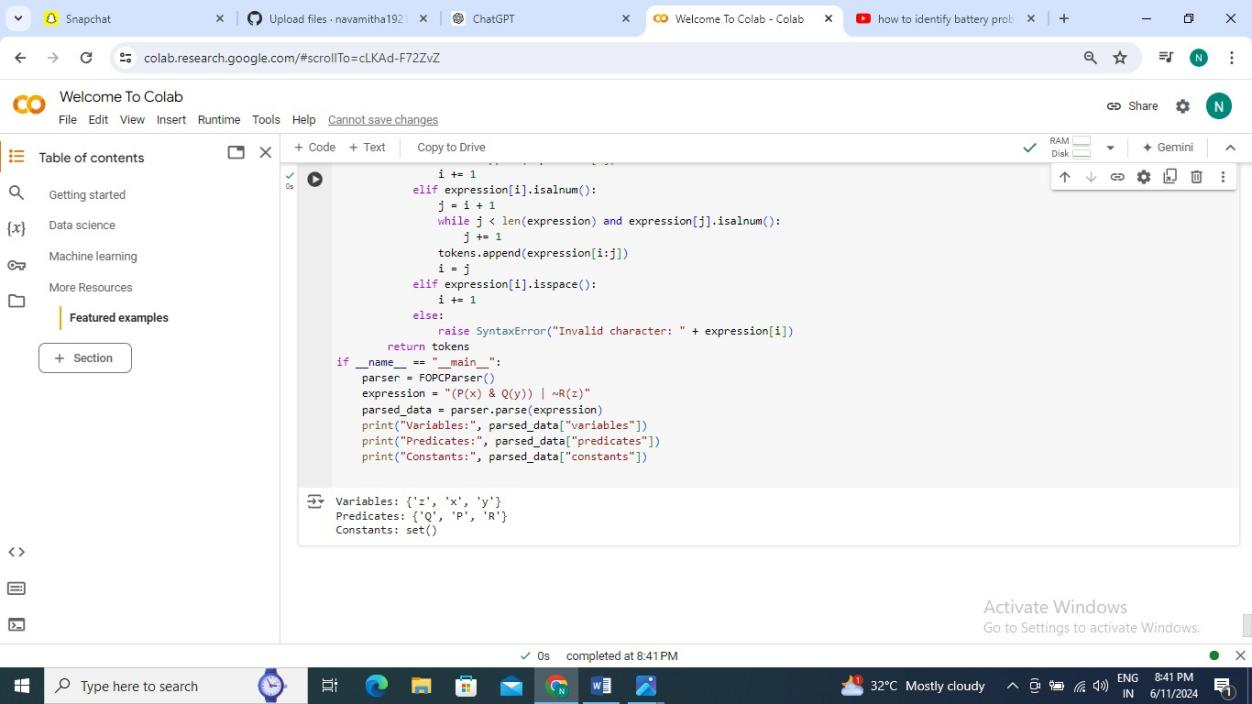 Snapchat
Upload files · navamitha1921
ChatGPT
Welcome To Colab - Colab
how to identify battery prob
colab.research.google.com/#scrollTo=cLKAd-F72ZvZ
N
CO
Welcome To Colab
Share
N
File Edit View Insert Runtime Tools Help Cannot save changes
Table of contents
+ Code + Text Copy to Drive
RAM
Disk
Gemini
Getting started
Data science
Machine learning
More Resources
Featured examples
+ Section
0s
i += 1
elif expression[i].isalnum():
j = i + 1
while j < len(expression) and expression[j].isalnum():
j += 1
tokens.append(expression[i:j])
i = j
elif expression[i].isspace():
i += 1
else:
raise SyntaxError("Invalid character: " + expression[i])
return tokens
if __name__ == "__main__":
parser = FOPCParser()
expression = "(P(x) & Q(y)) | ~R(z)"
parsed_data = parser.parse(expression)
print("Variables:", parsed_data["variables"])
print("Predicates:", parsed_data["predicates"])
print("Constants:", parsed_data["constants"])
Variables: {'z', 'x', 'y'}
Predicates: {'Q', 'P', 'R'}
Constants: set()
Activate Windows
Go to Settings to activate Windows.
0s completed at 8:41 PM
Type here to search
1
32°C Mostly cloudy
ENG
IN
8:41 PM
6/11/2024
1